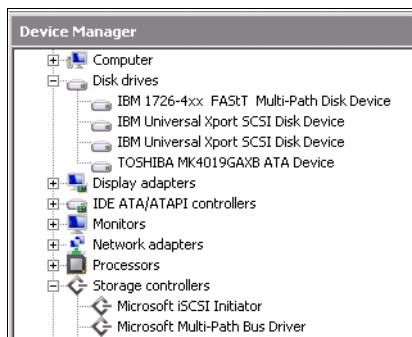 Device Manager
Computer
Disk drives
IBM 1726-4xx FAStT Multi-Path Disk Device
IBM Universal Xport SCSI Disk Device
IBM Universal Xport SCSI Disk Device
TOSHIBA MK4019GAXB ATA Device
Display adapters
IDE ATA/ATAPI controllers
Monitors
Network adapters
Processors
Storage controllers
Microsoft iSCSI Initiator
Microsoft Multi-Path Bus Driver